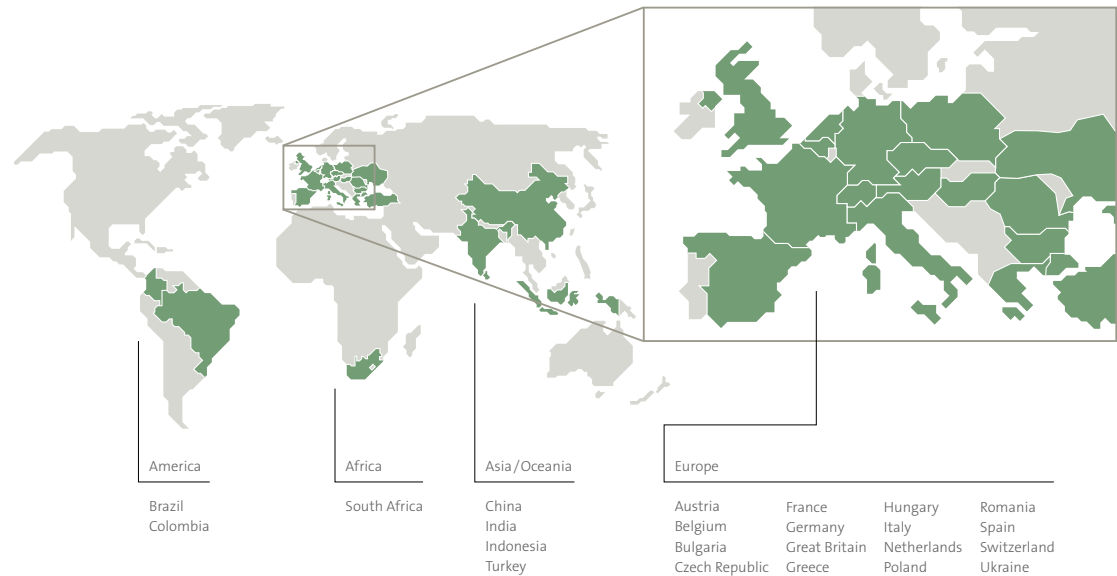 America
Brazil
Colombia
Africa
South Africa
Asia/Oceania
China
India
Indonesia
Turkey
Europe
Austria
Belgium
Bulgaria
Czech Republic
France
Germany
Great Britain
Greece
Hungary
Italy
Netherlands
Poland
Romania
Spain
Switzerland
Ukraine